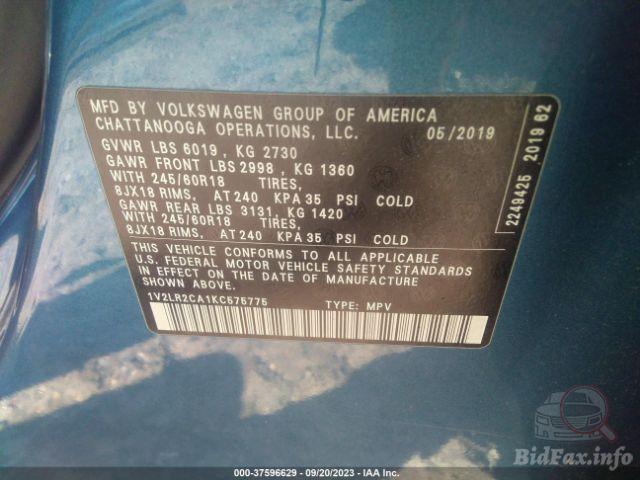 MFD BY VOLKSWAGEN GROUP OF AMERICA
CHATTANOOGA OPERATIONS, LLC. 05/2019
GVWR LBS 6019, KG 2730
GAWR FRONT LBS 2998, KG 1360
WITH 245/60R18 TIRES,
8JX18 RIMS, AT 240 KPA 35 PSI COLD
GAWR REAR LBS 3131, KG 1420
WITH 245/60R18 TIRES,
8JX18 RIMS, AT 240 KPA 35 PSI COLD
THIS VEHICLE CONFORMS TO ALL APPLICABLE
U.S. FEDERAL MOTOR VEHICLE SAFETY STANDARDS
IN EFFECT ON THE DATE OF MANUFACTURE
SHOWN ABOVE.
1V2LR2CA1KC575775 TYPE: MPV
2249425 2019 62
BidFax.info
000-37596629 - 09/20/2023 - IAA Inc.